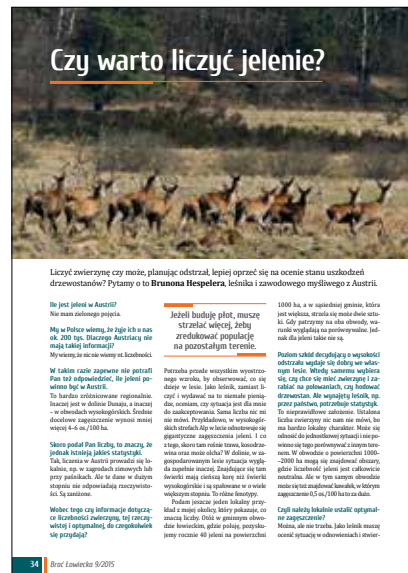 Czy warto liczyć jelenie?
Liczyć zwierzynę czy może, planując odstrzał, lepiej oprzeć się na ocenie stanu uszkodzeń
drzewostanów? Pytamy o to Brunona Hespelera, leśnika i zawodowego myśliwego z Austrii.
Ile jest jeleni w Austrii?
Nie mam zielonego pojęcia.
My w Polsce wiemy, że żyje ich u nas
ok. 200 tys. Dlaczego Austriacy nie
mają takiej informacji?
My wiemy, że nic nie wiemy nt. liczebności.
W takim razie zapewne nie potrafi
Pan też odpowiedzieć, ile jeleni po-
winno być w Austrii.
To bardzo zróżnicowane regionalnie.
Inaczej jest w dolinie Dunaju, a inaczej
– w obwodach wysokogórskich. Średnie
docelowe zagęszczenie wynosi mniej
więcej 4-6 os./100 ha.
Skoro podał Pan liczby, to znaczy, że
jednak istnieją jakieś statystyki.
Tak, liczenia w Austrii prowadzi się lo-
kalnie, np. w zagrodach zimowych lub
przy paśnikach. Ale te dane w dużym
stopniu nie odpowiadają rzeczywisto-
ści. Są zaniżone.
Wobec tego czy informacje dotyczą-
ce liczebności zwierzyny, tej rzeczy-
wistej i optymalnej, do czegokolwiek
się przydają?
Jeżeli buduję płot, muszę
strzelać więcej, żeby
zredukować populację
na pozostałym terenie.
Potrzeba przede wszystkim wyostrzo-
nego wzroku, by obserwować, co się
dzieje w lesie. Jako leśnik, zamiast li-
czyć i wydawać na to niemałe pienią-
dze, oceniam, czy sytuacja jest dla mnie
do zaakceptowania. Sama liczba nic mi
nie mówi. Przykładowo, w wysokogór-
skich strefach Alp w lecie odnotowuje się
gigantyczne zagęszczenia jeleni. I co
z tego, skoro tam rośnie trawa, kosodrze-
wina oraz może olcha? W dolinie, w za-
gospodarowanym lesie sytuacja wyglą-
da zupełnie inaczej. Znajdujące się tam
świerki mają cieńszą korę niż świerki
wysokogórskie i są spałowane w o wiele
większym stopniu. To różne fenotypy.
Podam jeszcze jeden lokalny przy-
kład z mojej okolicy, który pokazuje, co
znaczą liczby. Otóż w gminnym obwo-
dzie łowieckim, gdzie poluję, pozysku-
jemy rocznie 40 jeleni na powierzchni
1000 ha, a w sąsiedniej gminie, która
jest większa, strzela się może dwie sztu-
ki. Gdy patrzymy na oba obwody, wa-
runki wyglądają na porównywalne. Jed-
nak dla jeleni takie nie są.
Poziom szkód decydujący o wysokości
odstrzału wydaje się dobry we włas-
nym lesie. Wtedy samemu wybiera
się, czy chce się mieć zwierzynę i za-
rabiać na polowaniach, czy hodować
drzewostan. Ale wynajęty leśnik, np.
przez państwo, potrzebuje statystyk.
To nieprawidłowe założenie. Ustalona
liczba zwierzyny nic nam nie mówi, bo
ma bardzo lokalny charakter. Może się
odnosić do jednostkowej sytuacji i nie po-
winno się tego porównywać z innym tere-
nem. W obwodzie o powierzchni 1000-
-2000 ha mogą się znajdować obszary,
gdzie liczebność jeleni jest całkowicie
neutralna. Ale w tym samym obwodzie
może się też znajdować kawałek, w którym
zagęszczenie 0,5 os./100 ha to za dużo.
Czyli należy lokalnie ustalić optymal-
ne zagęszczenie?
Można, ale nie trzeba. Jako leśnik muszę
ocenić sytuację w odnowieniach i stwier-
34 Brać Łowiecka 9/2015